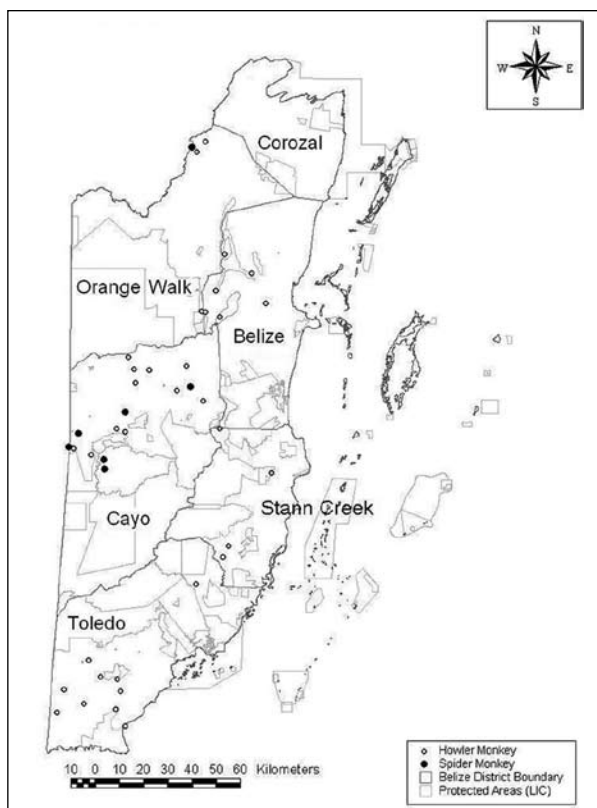 N
W E
S
Corozal
Orange Walk
Belize
Cayo
Stann Creek
Toledo
10 0 10 20 30 40 50 60 Kilometers
Howler Monkey
Spider Monkey
Belize District Boundary
Protected Areas (LIC)